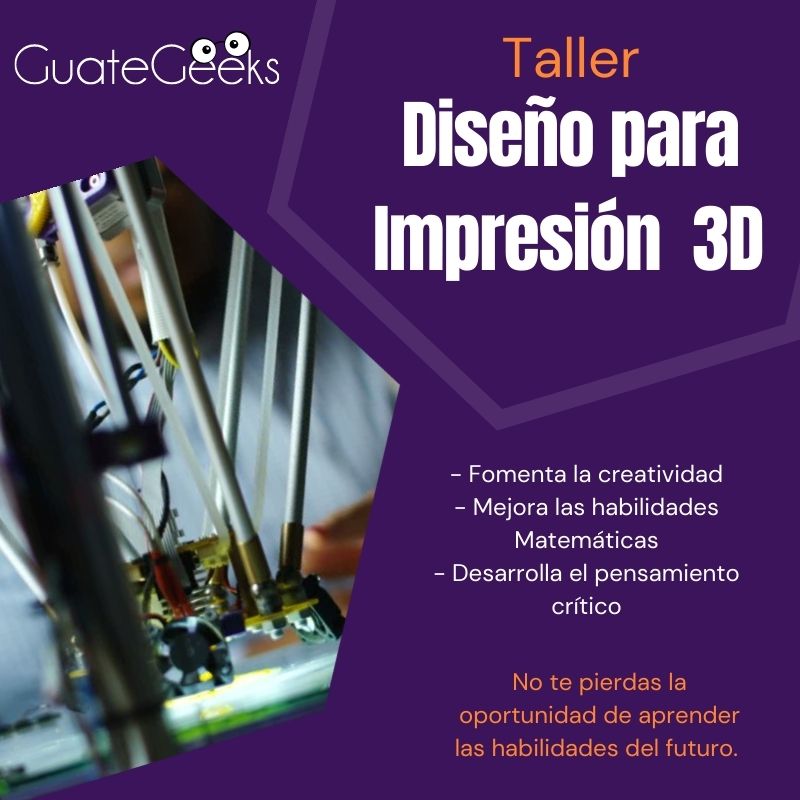 GuateGeeks
Taller
Diseño para
Impresión 3D
- Fomenta la creatividad
- Mejora las habilidades
Matemáticas
- Desarrolla el pensamiento
crítico
No te pierdas la
oportunidad de aprender
las habilidades del futuro.